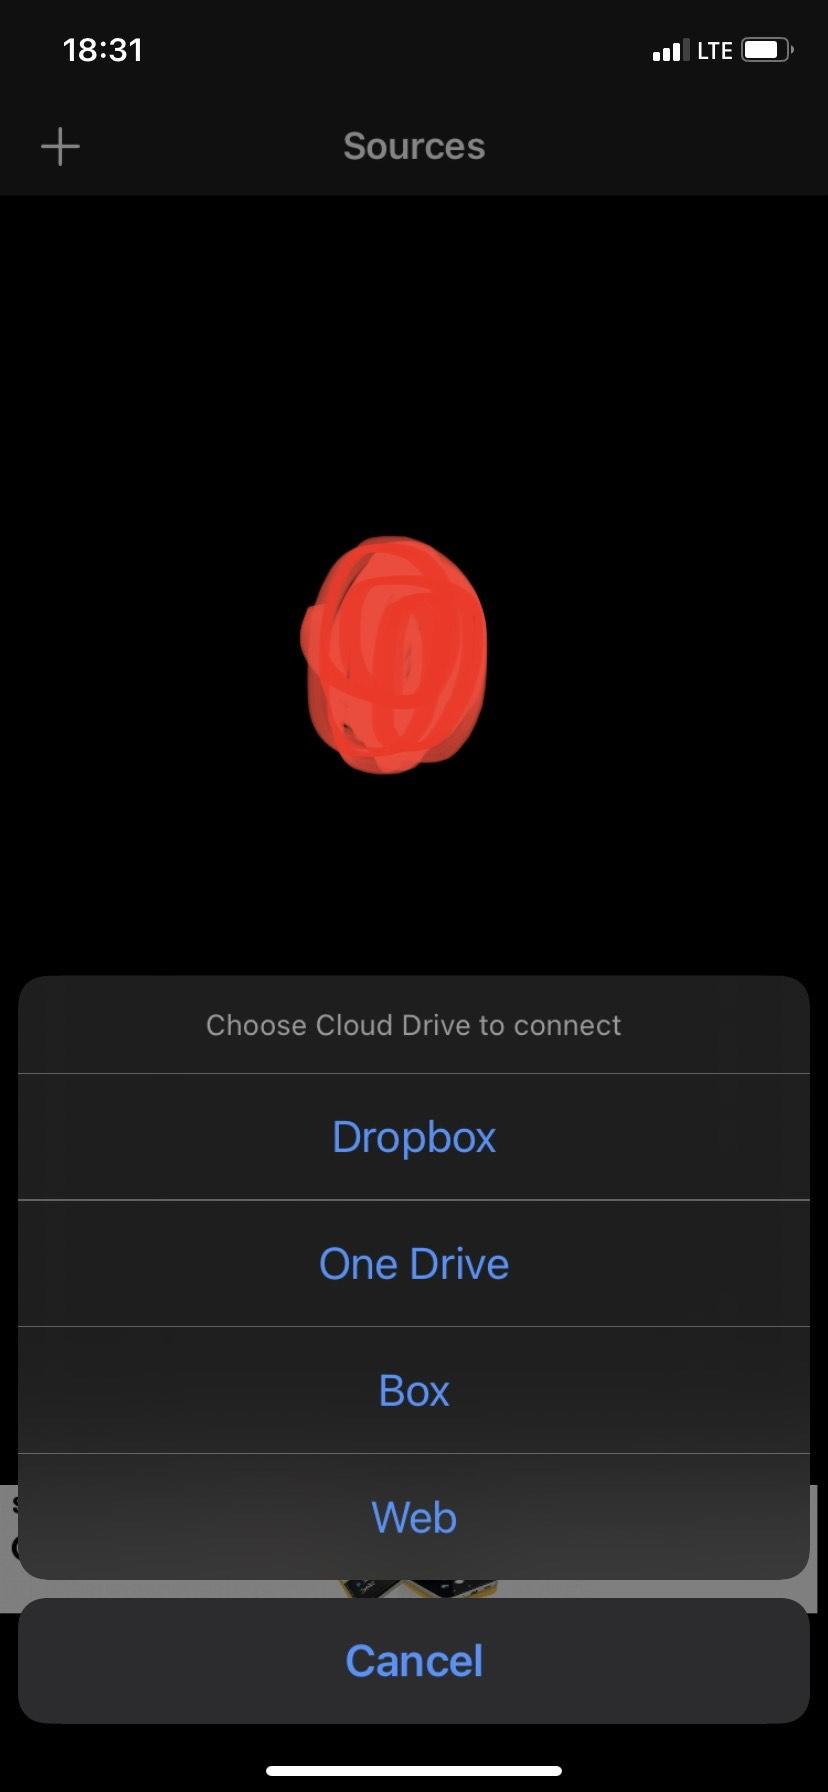 18:31 LTE
Sources
Choose Cloud Drive to connect
Dropbox
One Drive
Box
Web
Cancel